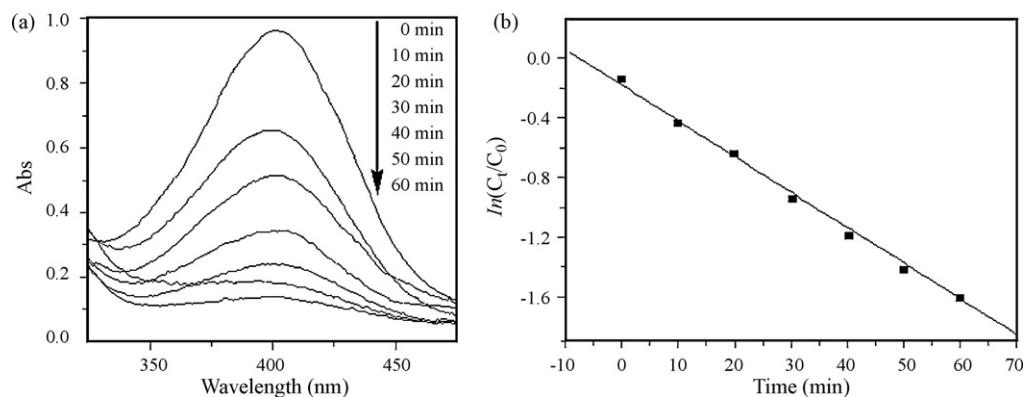 (a)
1.0
0.8
0.6
0.4
0.2
0.0
Abs
0 min
10 min
20 min
30 min
40 min
50 min
60 min
350
400
450
Wavelength (nm)
(b)
0.0
-0.4
-0.8
-1.2
-1.6
In(Ct/C0)
-10
0
10
20
30
40
50
60
70
Time (min)